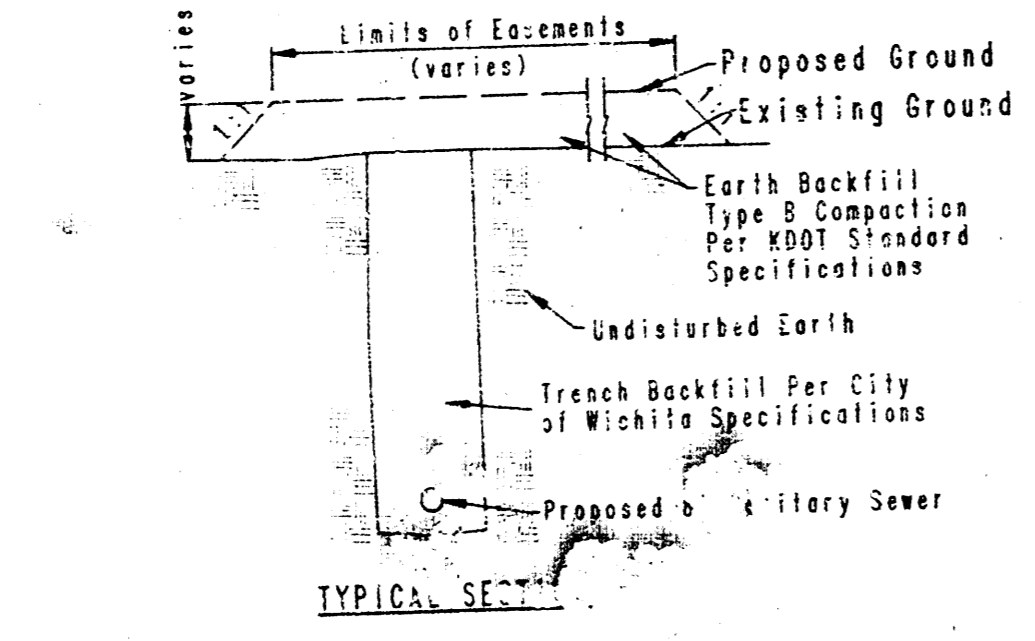 varies
Limits of Easements
(varies)
Proposed Ground
1:1
Existing Ground
Earth Backfill
Type B Compaction
Per KDOT Standard
Specifications
Undisturbed Earth
Trench Backfill Per City
of Wichita Specifications
Proposed Sewer
TYPICAL